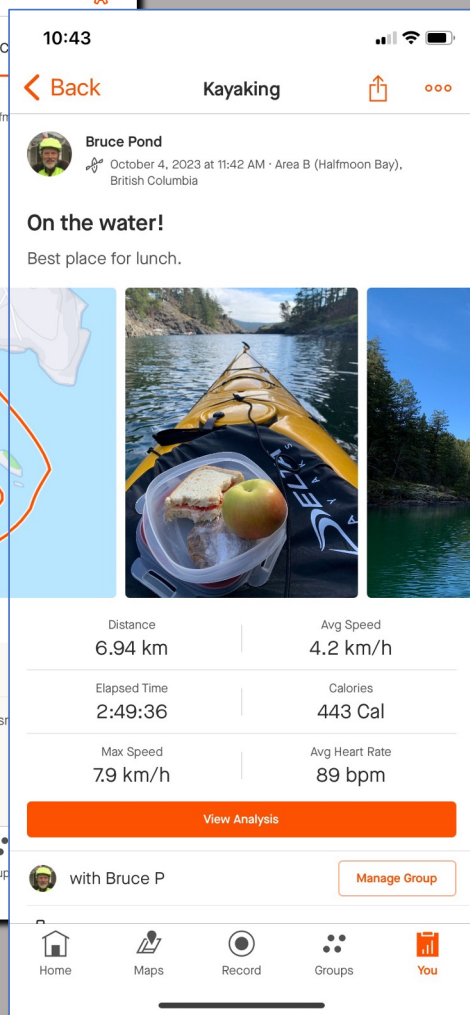 10:43
Back
Kayaking
Bruce Pond
October 4, 2023 at 11:42 AM · Area B (Halfmoon Bay),
British Columbia
On the water!
Best place for lunch.
DELTA
KAYAKS
Distance
Avg Speed
6.94 km
4.2 km/h
Elapsed Time
Calories
2:49:36
443 Cal
Max Speed
Avg Heart Rate
7.9 km/h
89 bpm
View Analysis
with Bruce P
Manage Group
Home
Maps
Record
Groups
You